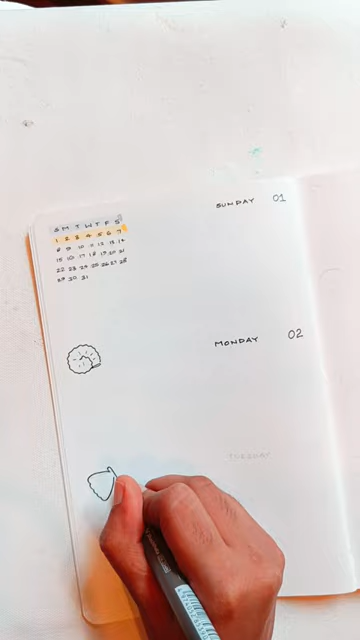 S M T W T F S
1 2 3 4 5 6 7
8 9 10 11 12 13 14
15 16 17 18 19 20 21
22 23 24 25 26 27 28
29 30 31
SUNDAY 01
MONDAY 02
TUESDAY